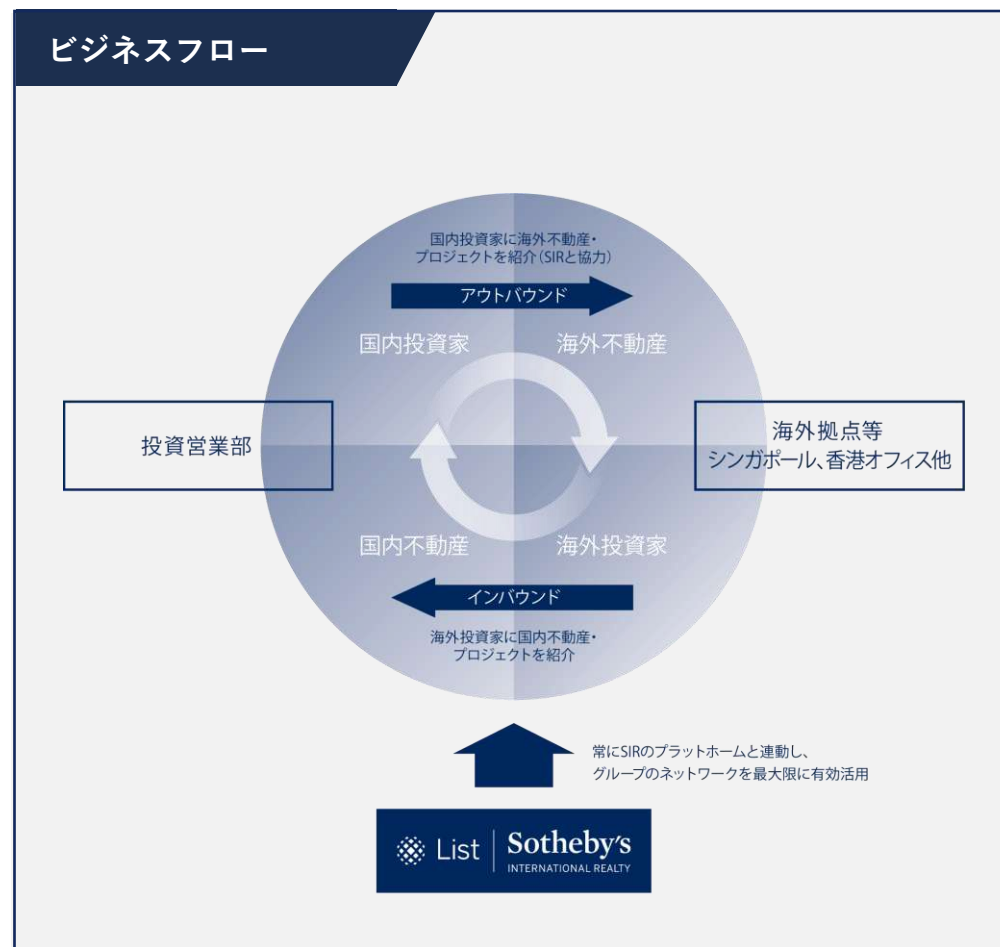 ビジネスフロー
国内投資家に海外不動産・
プロジェクトを紹介(SIRと協力)
アウトバウンド
国内投資家
海外不動産
投資営業部
海外拠点等
シンガポール、香港オフィス他
国内不動産
海外投資家
インバウンド
海外投資家に国内不動産・
プロジェクトを紹介
常にSIRのプラットホームと連動し、
グループのネットワークを最大限に有効活用
List
Sotheby's
INTERNATIONAL REALTY